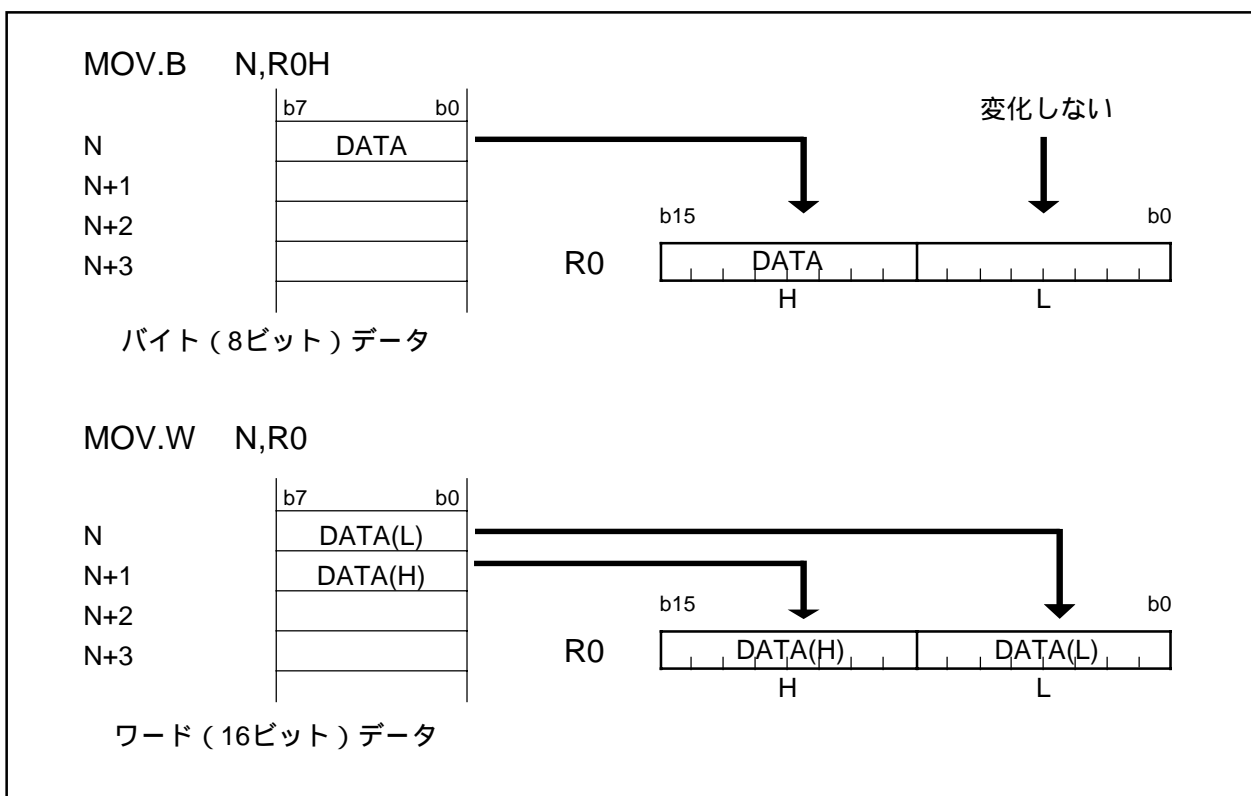 MOV.B N,R0H
b7 b0
変化しない
N DATA
N+1
N+2
b15 b0
N+3
R0 DATA
H L
バイト（8ビット）データ
MOV.W N,R0
b7 b0
N DATA(L)
N+1 DATA(H)
N+2
b15 b0
N+3
R0 DATA(H) DATA(L)
H L
ワード（16ビット）データ